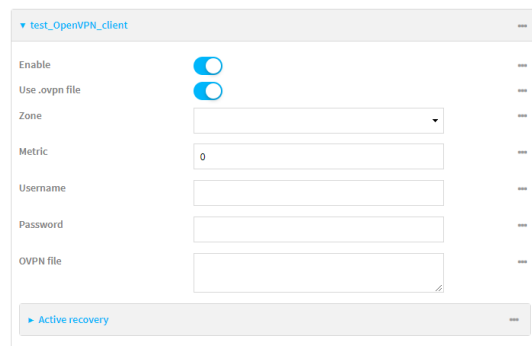 test_OpenVPN_client
Enable
Use .ovpn file
Zone
Metric
0
Username
Password
OVPN file
Active recovery